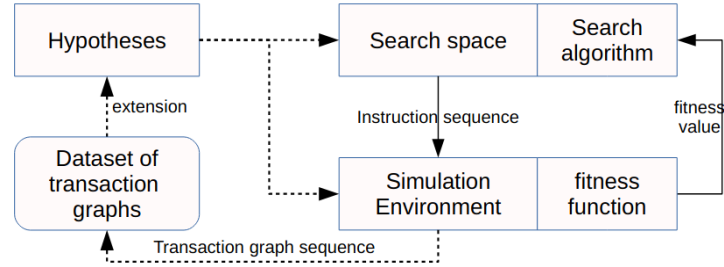 Hypotheses
Search space
Search
algorithm
extension
Instruction sequence
fitness
value
Dataset of
transaction
graphs
Simulation
Environment
fitness
function
Transaction graph sequence